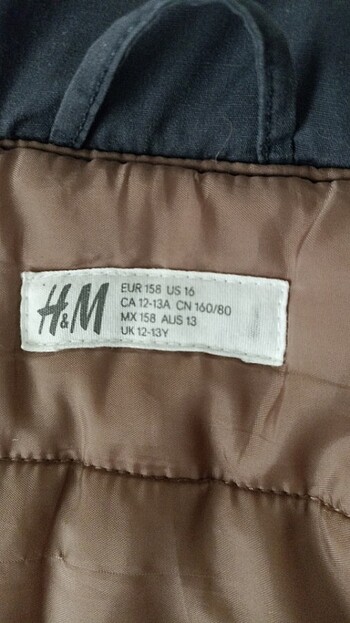 H&M
EUR 158 US 16
CA 12-13A CN 160/80
MX 158 AUS 13
UK 12-13Y